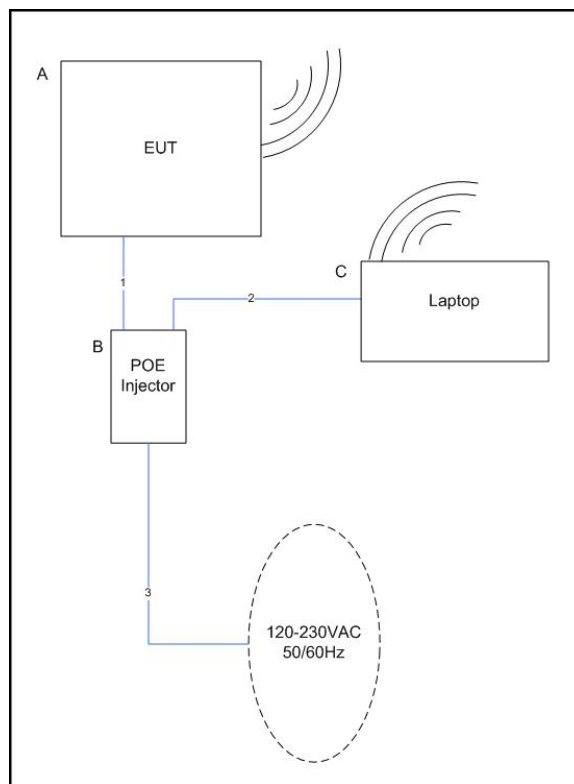 A
EUT
C
Laptop
1
2
B
POE
Injector
3
120-230VAC
50/60Hz